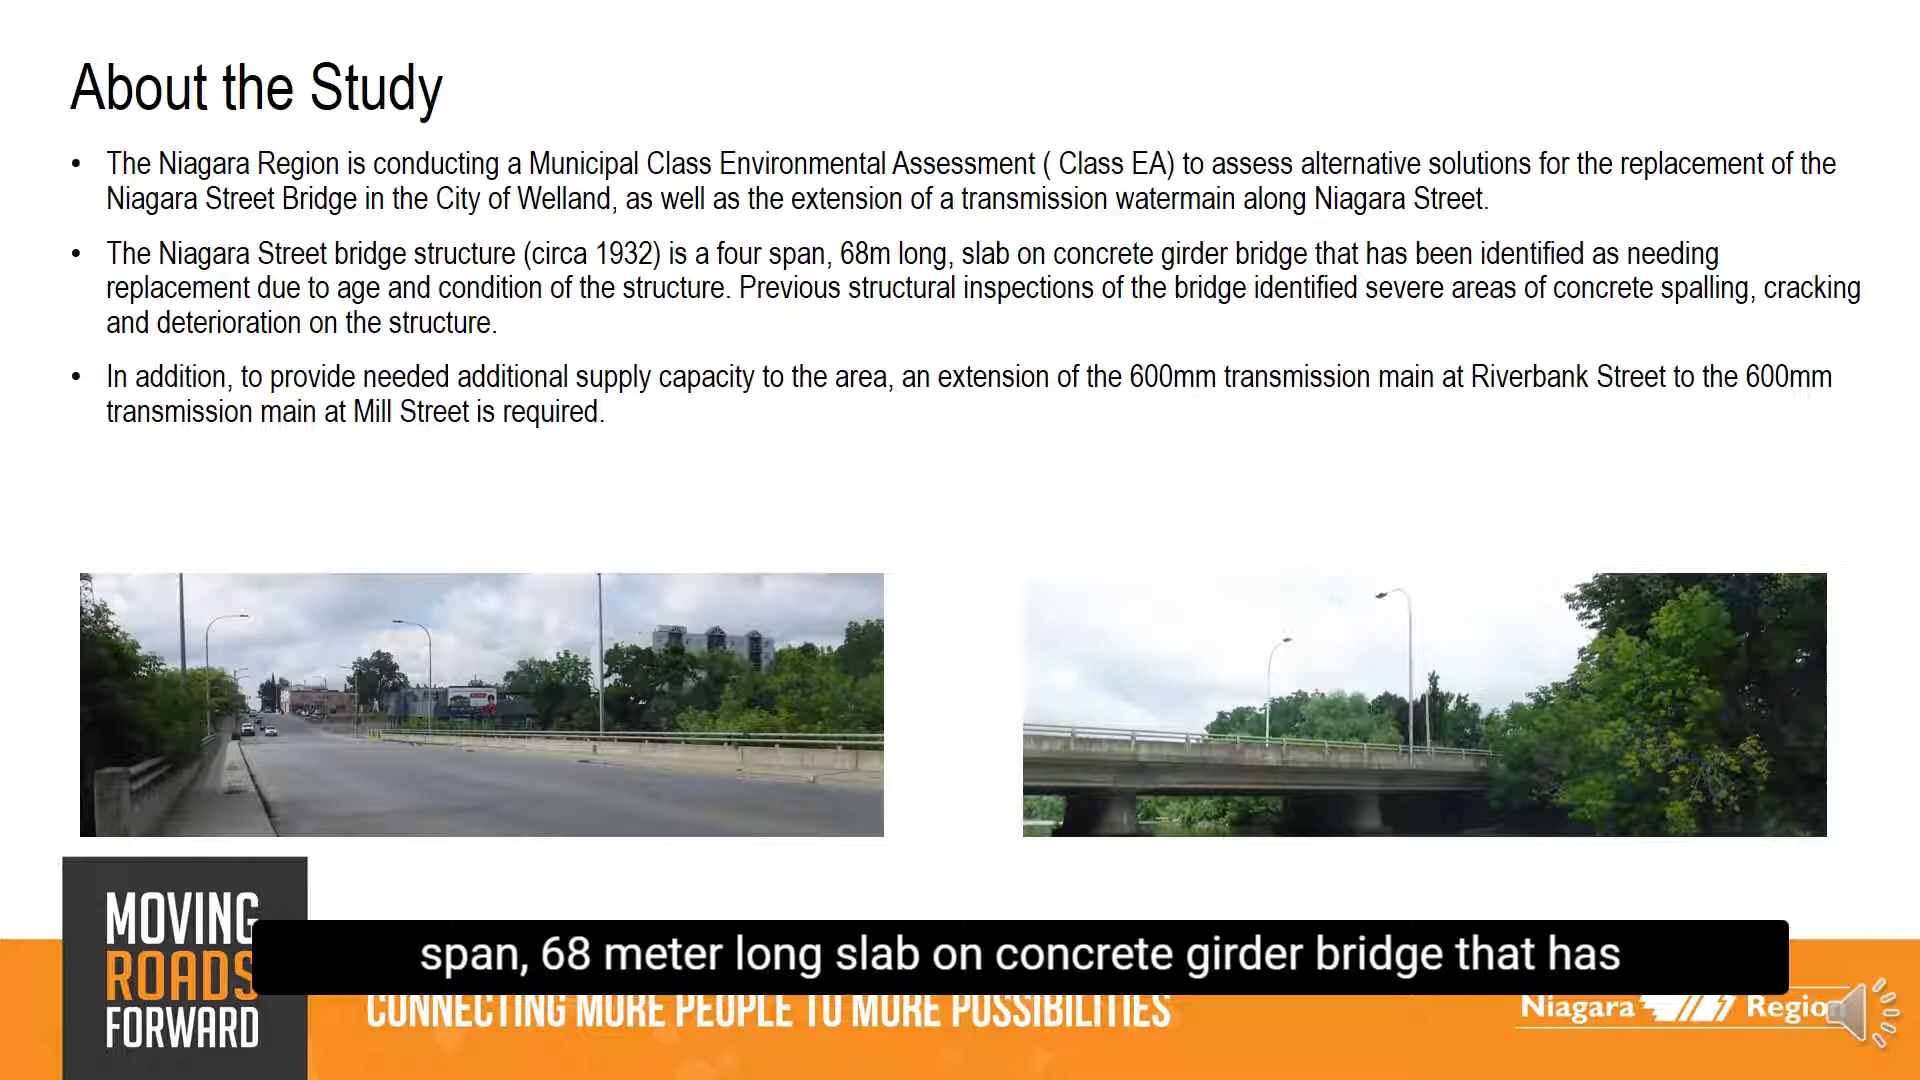 About the Study
• The Niagara Region is conducting a Municipal Class Environmental Assessment ( Class EA) to assess alternative solutions for the replacement of the
Niagara Street Bridge in the City of Welland, as well as the extension of a transmission watermain along Niagara Street.
• The Niagara Street bridge structure (circa 1932) is a four span, 68m long, slab on concrete girder bridge that has been identified as needing
replacement due to age and condition of the structure. Previous structural inspections of the bridge identified severe areas of concrete spalling, cracking
and deterioration on the structure.
• In addition, to provide needed additional supply capacity to the area, an extension of the 600mm transmission main at Riverbank Street to the 600mm
transmission main at Mill Street is required.
MOVING
ROADS
FORWARD
span, 68 meter long slab on concrete girder bridge that has
CONNECTING MORE PEOPLE TO MORE POSSIBILITIES
Niagara Region